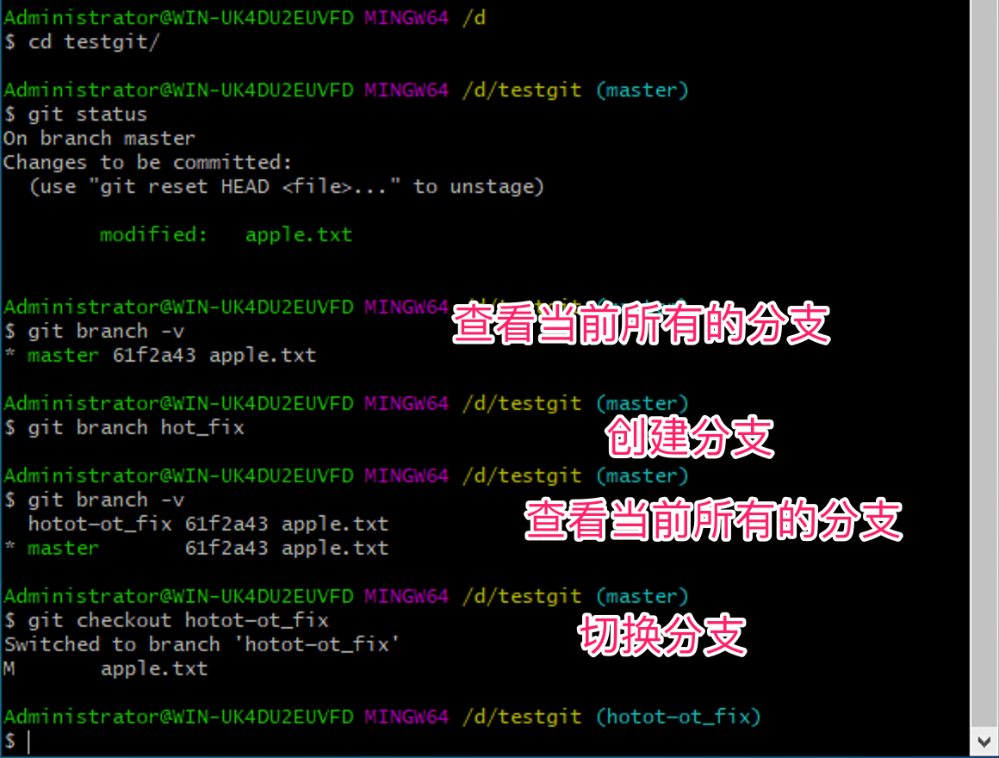 Administrator@WIN-UK4DU2EUVFD MINGW64 /d
$ cd testgit/
Administrator@WIN-UK4DU2EUVFD MINGW64 /d/testgit (master)
$ git status
On branch master
Changes to be committed:
(use "git reset HEAD <file>..." to unstage)
modified: apple.txt
Administrator@WIN-UK4DU2EUVFD MINGW64 /d/testgit (master)
查看当前所有的分支
$ git branch -v
* master 61f2a43 apple.txt
Administrator@WIN-UK4DU2EUVFD MINGW64 /d/testgit (master)
$ git branch hot_fix
创建分支
Administrator@WIN-UK4DU2EUVFD MINGW64 /d/testgit (master)
$ git branch -v
查看当前所有的分支
hotot-ot_fix 61f2a43 apple.txt
* master 61f2a43 apple.txt
Administrator@WIN-UK4DU2EUVFD MINGW64 /d/testgit (master)
$ git checkout hotot-ot_fix
切换分支
Switched to branch 'hotot-ot_fix'
M apple.txt
Administrator@WIN-UK4DU2EUVFD MINGW64 /d/testgit (hotot-ot_fix)
$